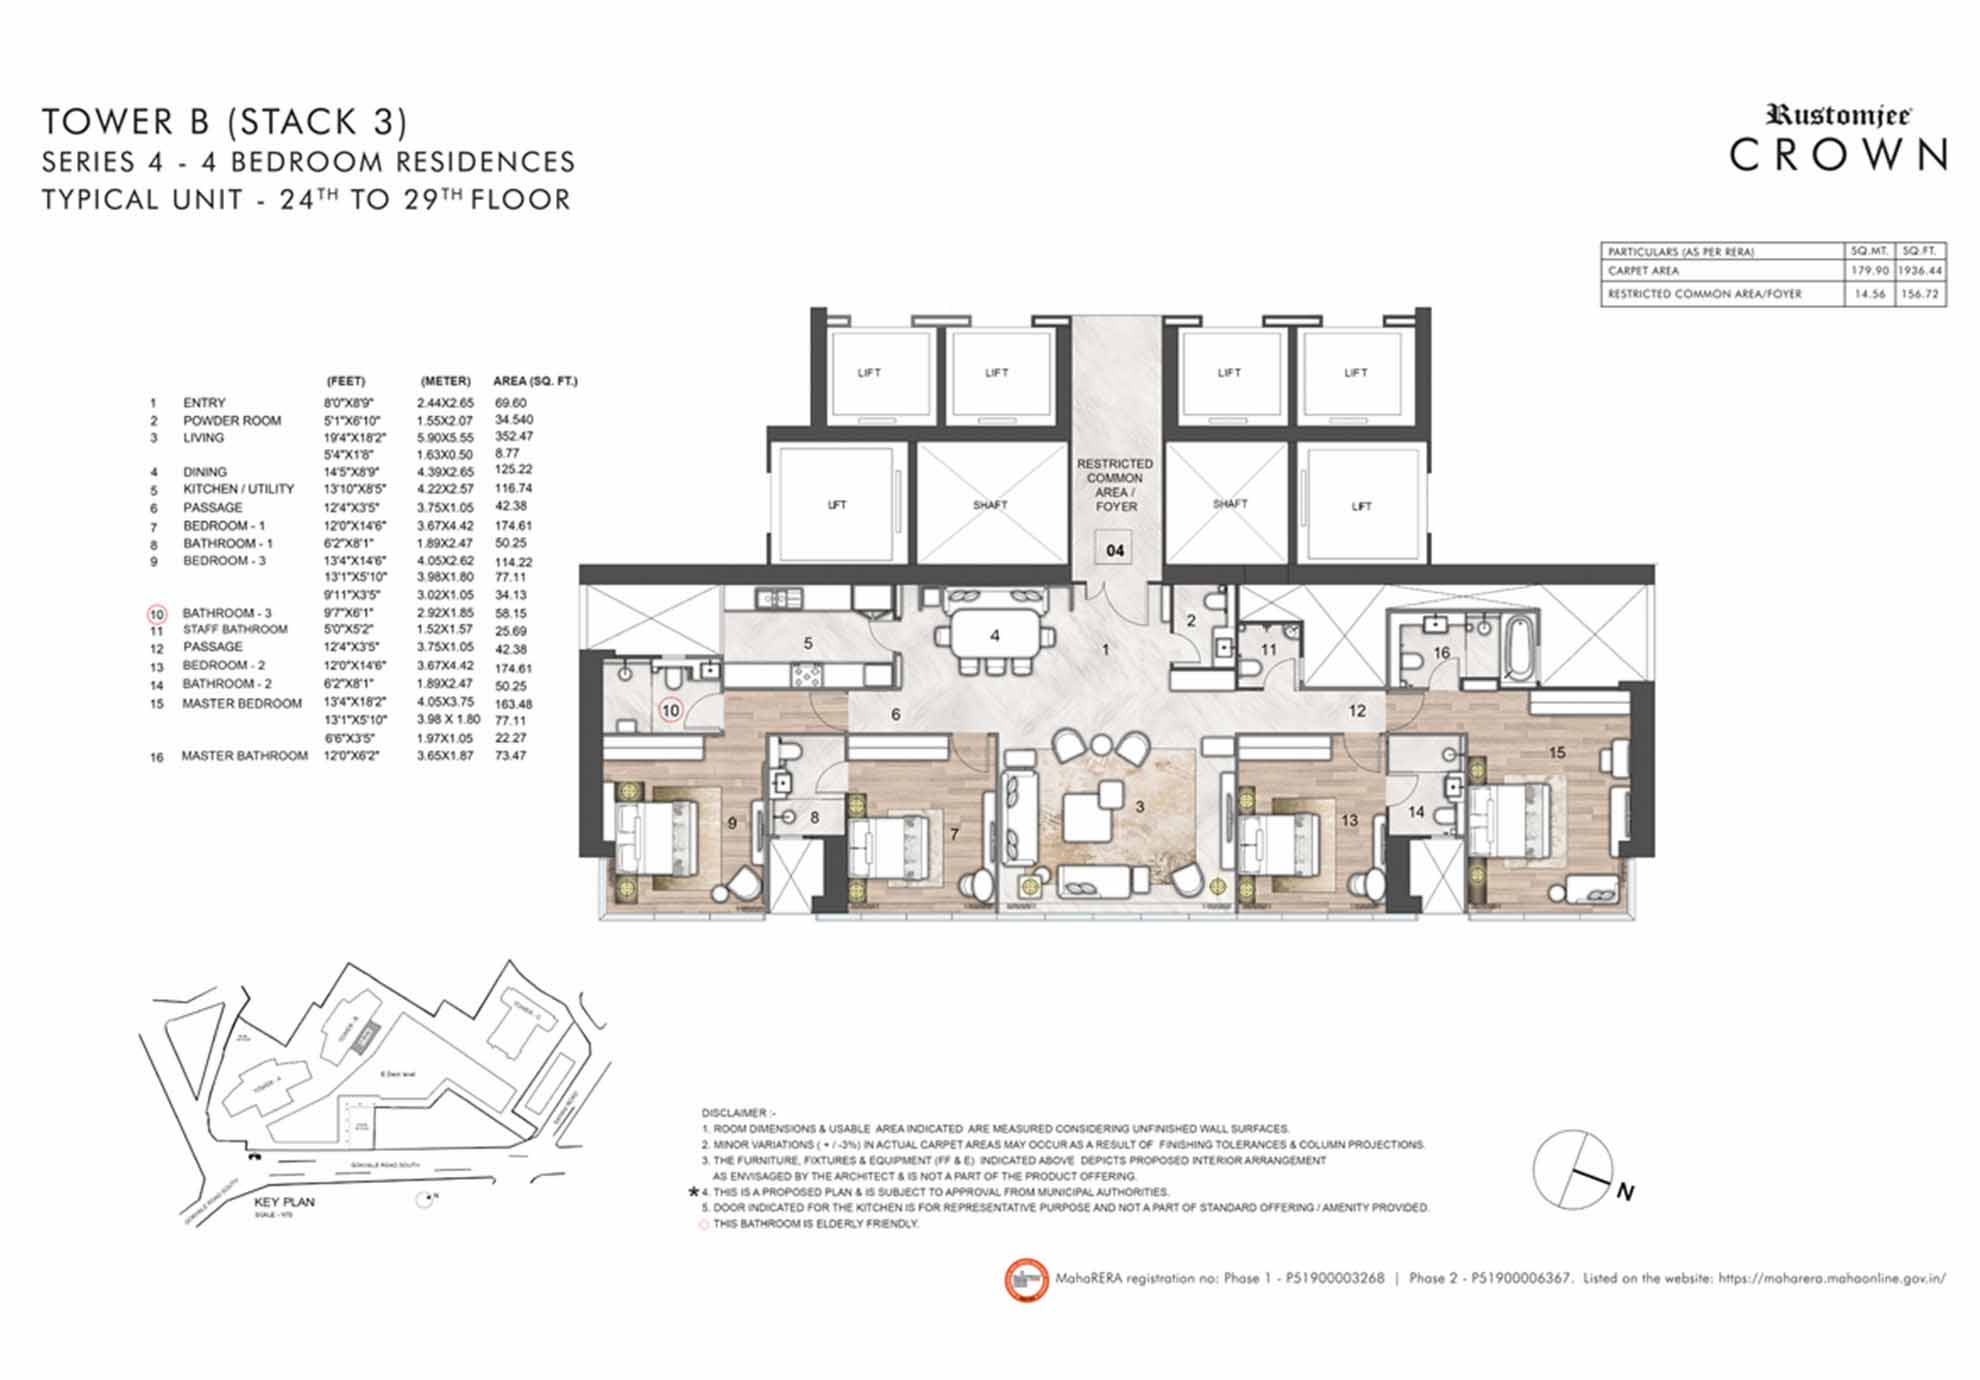 TOWER B (STACK 3)
SERIES 4 - 4 BEDROOM RESIDENCES
TYPICAL UNIT - 24TH TO 29TH FLOOR
Rustomjee
CROWN
PARTICULARS (AS PER RERA) SQ.MT. SQ.FT.
CARPET AREA 179.90 1936.44
RESTRICTED COMMON AREA/FOYER 14.56 156.72
(FEET) (METER) AREA (SQ. FT.)
1 ENTRY 8'0"X8'9" 2.44X2.65 69.60
2 POWDER ROOM 5'1"X6'10" 1.55X2.07 34.540
3 LIVING 19'4"X18'2" 5.90X5.55 352.47
5'4"X1'8" 1.63X0.50 8.77
4 DINING 14'5"X8'9" 4.39X2.65 125.22
5 KITCHEN / UTILITY 13'10"X8'5" 4.22X2.57 116.74
6 PASSAGE 12'4"X3'5" 3.75X1.05 42.38
7 BEDROOM - 1 12'0"X14'6" 3.67X4.42 174.61
8 BATHROOM - 1 6'2"X8'1" 1.89X2.47 50.25
9 BEDROOM - 3 13'4"X14'6" 4.05X2.62 114.22
13'1"X5'10" 3.98X1.80 77.11
9'11"X3'5" 3.02X1.05 34.13
10 BATHROOM - 3 9'7"X6'1" 2.92X1.85 58.15
11 STAFF BATHROOM 5'0"X5'2" 1.52X1.57 25.69
12 PASSAGE 12'4"X3'5" 3.75X1.05 42.38
13 BEDROOM - 2 12'0"X14'6" 3.67X4.42 174.61
14 BATHROOM - 2 6'2"X8'1" 1.89X2.47 50.25
15 MASTER BEDROOM 13'4"X18'2" 4.05X3.75 163.48
13'1"X5'10" 3.98 X 1.80 77.11
6'6"X3'5" 1.97X1.05 22.27
16 MASTER BATHROOM 12'0"X6'2" 3.65X1.87 73.47
LIFT LIFT LIFT LIFT
RESTRICTED
COMMON
AREA /
FOYER
LIFT SHAFT SHAFT LIFT
04
5 4 1 2 11 16
10 6 12
15
9 8 7 3 13 14
TOWER - A
TOWER - B
TOWER - C
E Deck level
GOKHALE ROAD SOUTH
GOKHALE ROAD SOUTH
KEY PLAN
N
N
DISCLAIMER :-
1. ROOM DIMENSIONS & USABLE AREA INDICATED ARE MEASURED CONSIDERING UNFINISHED WALL SURFACES.
2. MINOR VARIATIONS ( + / -3%) IN ACTUAL CARPET AREAS MAY OCCUR AS A RESULT OF FINISHING TOLERANCES & COLUMN PROJECTIONS.
3. THE FURNITURE, FIXTURES & EQUIPMENT (FF & E) INDICATED ABOVE DEPICTS PROPOSED INTERIOR ARRANGEMENT
AS ENVISAGED BY THE ARCHITECT & IS NOT A PART OF THE PRODUCT OFFERING.
* 4. THIS IS A PROPOSED PLAN & IS SUBJECT TO APPROVAL FROM MUNICIPAL AUTHORITIES.
5. DOOR INDICATED FOR THE KITCHEN IS FOR REPRESENTATIVE PURPOSE AND NOT A PART OF STANDARD OFFERING / AMENITY PROVIDED.
THIS BATHROOM IS ELDERLY FRIENDLY.
MahaRERA registration no: Phase 1 - P51900003268 | Phase 2 - P51900006367. Listed on the website: https://maharera.mahaonline.gov.in/